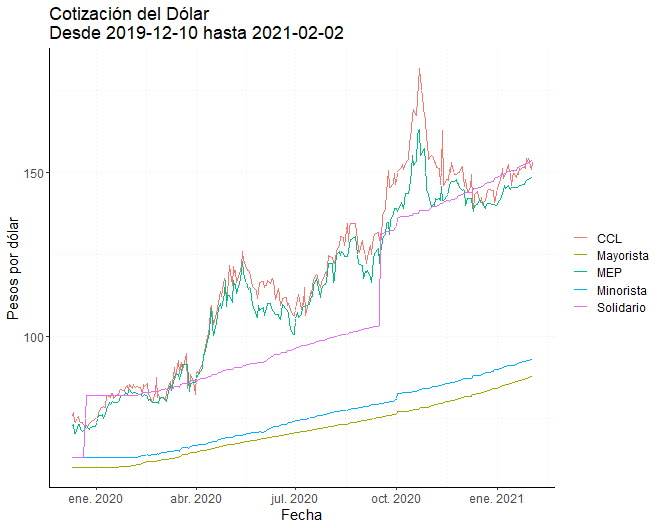 Cotización del Dólar
Desde 2019-12-10 hasta 2021-02-02
Pesos por dólar
150
100
ene. 2020
abr. 2020
jul. 2020
oct. 2020
ene. 2021
Fecha
CCL
Mayorista
MEP
Minorista
Solidario